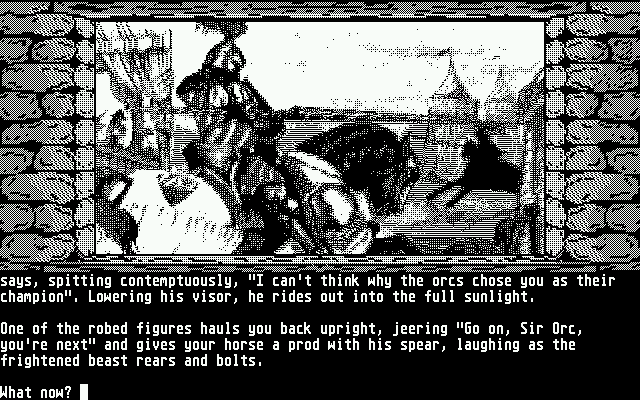 says, spitting contemptuously, "I can't think why the orcs chose you as their
champion". Lowering his visor, he rides out into the full sunlight.
One of the robed figures hauls you back upright, jeering "Go on, Sir Orc,
you're next" and gives your horse a prod with his spear, laughing as the
frightened beast rears and bolts.
What now?